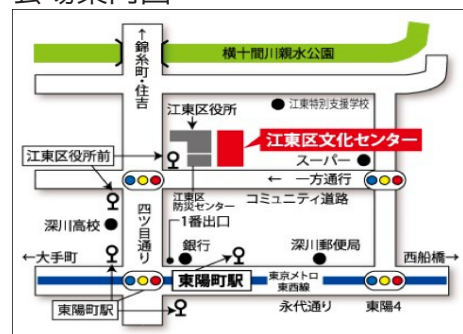 会場案内図
↑錦糸町・住吉
横十間川親水公園
江東区役所
江東特別支援学校
江東区文化センター
江東区役所前
スーパー
← 一方通行
江東区
防災センター
コミュニティ道路
1番出口
深川高校
四ツ目通り
銀行
深川郵便局
←大手町
西船橋→
東陽町駅
東京メトロ
東西線
東陽町駅
永代通り
東陽4